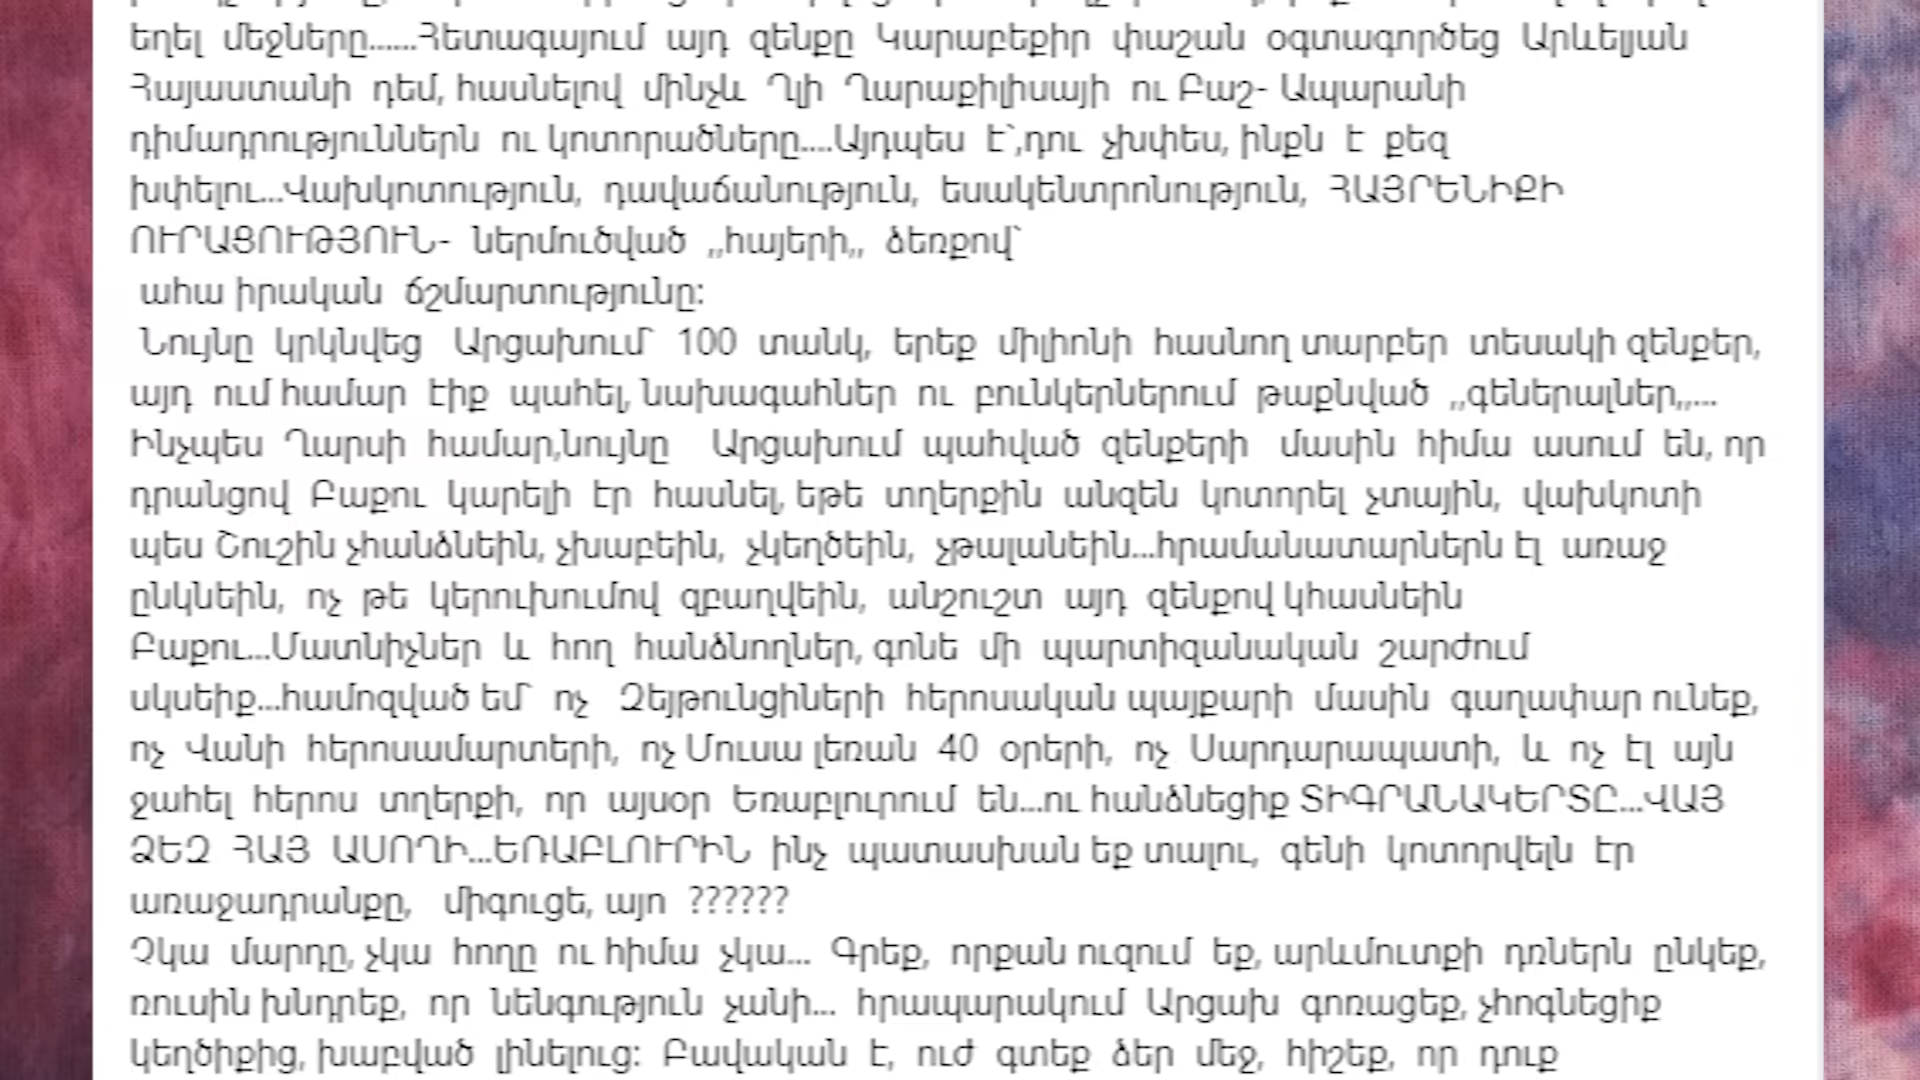 եղել մեջները......Հետագայում այդ զենքը Կարաբեքիր փաշան օգտագործեց Արևելյան
Հայաստանի դեմ, հասնելով մինչև Ղլի Ղարաքիլիսայի ու Բաշ- Ապարանի
դիմադրություններն ու կոտորածները....Այդպես է`,դու չխփես, ինքն է քեզ
խփելու...Վախկոտություն, դավաճանություն, եսակենտրոնություն, ՀԱՅՐԵՆԻՔԻ
ՈՒՐԱՑՈՒԹՅՈՒՆ- ներմուծված ,,հայերի,, ձեռքով`
ահա իրական ճշմարտությունը:
Նույնը կրկնվեց Արցախում` 100 տանկ, երեք միլիոնի հասնող տարբեր տեսակի զենքեր,
այդ ում համար էիք պահել, նախագահներ ու բունկերներում թաքնված ,,գեներալներ,,...
Ինչպես Ղարսի համար,նույնը Արցախում պահված զենքերի մասին հիմա ասում են, որ
դրանցով Բաքու կարելի էր հասնել, եթե տղերքին անզեն կոտորել չտային, վախկոտի
պես Շուշին չհանձնեին, չխաբեին, չկեղծեին, չթալանեին...հրամանատարներն էլ առաջ
ընկնեին, ոչ թե կերուխումով զբաղվեին, անշուշտ այդ զենքով կհասնեին
Բաքու...Մատնիչներ և հող հանձնողներ, գոնե մի պարտիզանական շարժում
սկսեիք...համոզված եմ` ոչ Զեյթունցիների հերոսական պայքարի մասին գաղափար ունեք,
ոչ Վանի հերոսամարտերի, ոչ Մուսա լեռան 40 օրերի, ոչ Սարդարապատի, և ոչ էլ այն
ջահել հերոս տղերքի, որ այսօր Եռաբլուրում են...ու հանձնեցիք ՏԻԳՐԱՆԱԿԵՐՏԸ...ՎԱՅ
ՁԵԶ ՀԱՅ ԱՍՈՂԻ...ԵՌԱԲԼՈՒՐԻՆ ինչ պատասխան եք տալու, գենի կոտորվելն էր
առաջադրանքը, միգուցե, այո ??????
Չկա մարդը, չկա հողը ու հիմա չկա... Գրեք, որքան ուզում եք, արևմուտքի դռներն ընկեք,
ռուսին խնդրեք, որ նենգություն չանի... հրապարակում Արցախ գոռացեք, չհոգնեցիք
կեղծիքից, խաբված լինելուց: Բավական է, ուժ գտեք ձեր մեջ, հիշեք, որ դուք